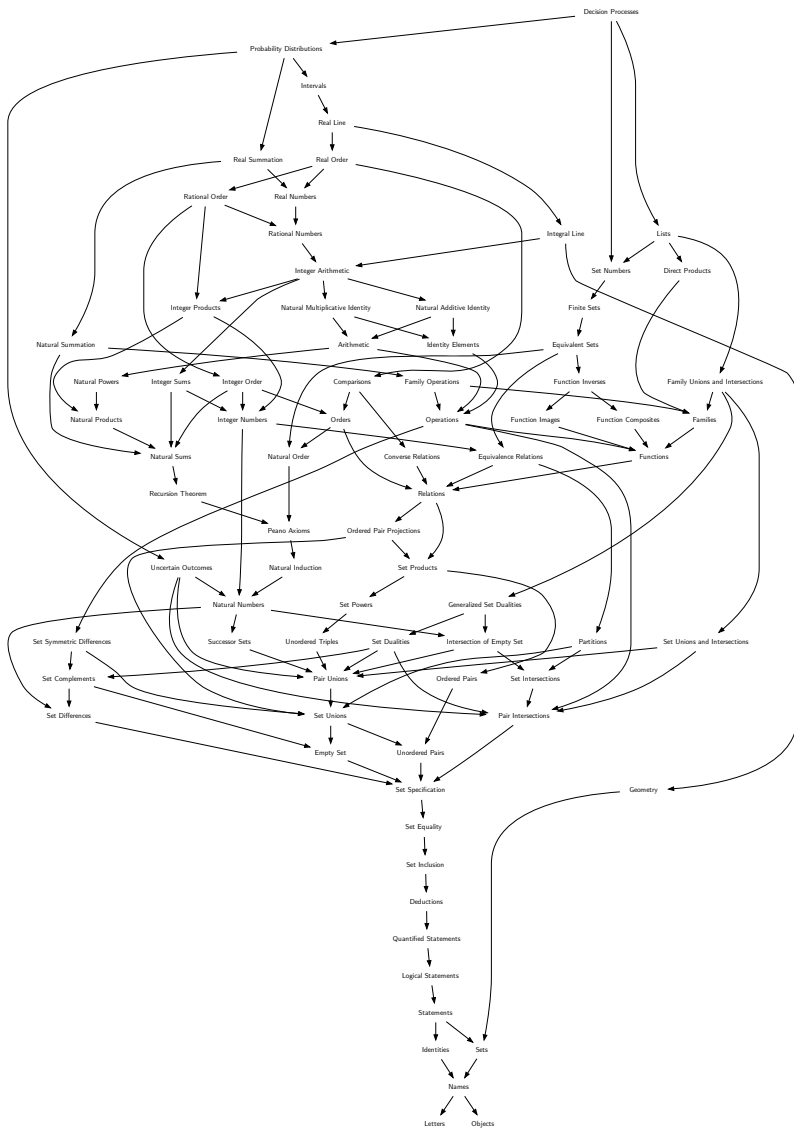 Decision Processes
Probability Distributions
Intervals
Real Line
Real Summation
Real Order
Rational Order
Real Numbers
Rational Numbers
Integral Line
Lists
Integer Arithmetic
Set Numbers
Direct Products
Integer Products
Natural Multiplicative Identity
Natural Additive Identity
Finite Sets
Natural Summation
Arithmetic
Identity Elements
Equivalent Sets
Natural Powers
Integer Sums
Integer Order
Comparisons
Family Operations
Function Inverses
Family Unions and Intersections
Natural Products
Integer Numbers
Orders
Operations
Function Images
Function Composites
Families
Natural Sums
Natural Order
Converse Relations
Equivalence Relations
Functions
Recursion Theorem
Relations
Peano Axioms
Ordered Pair Projections
Uncertain Outcomes
Natural Induction
Set Products
Natural Numbers
Set Powers
Generalized Set Dualities
Set Symmetric Differences
Successor Sets
Unordered Triples
Set Dualities
Intersection of Empty Set
Partitions
Set Unions and Intersections
Set Complements
Pair Unions
Ordered Pairs
Set Intersections
Set Differences
Set Unions
Pair Intersections
Empty Set
Unordered Pairs
Set Specification
Geometry
Set Equality
Set Inclusion
Deductions
Quantified Statements
Logical Statements
Statements
Identities
Sets
Names
Letters
Objects